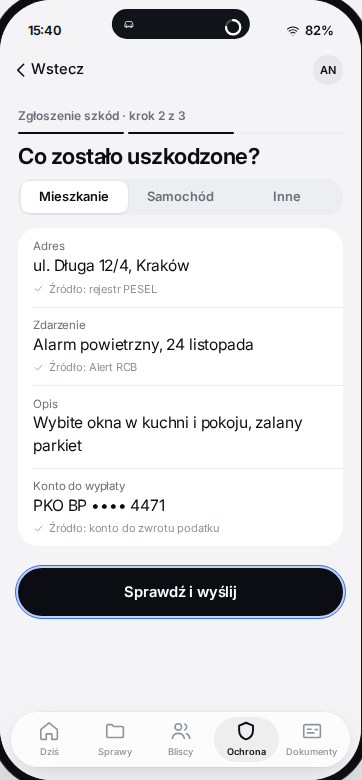 15:40
82%
Wstecz
AN
Zgłoszenie szkód · krok 2 z 3
Co zostało uszkodzone?
Mieszkanie
Samochód
Inne
Adres
ul. Długa 12/4, Kraków
Źródło: rejestr PESEL
Zdarzenie
Alarm powietrzny, 24 listopada
Źródło: Alert RCB
Opis
Wybite okna w kuchni i pokoju, zalany
parkiet
Konto do wypłaty
PKO BP •••• 4471
Źródło: konto do zwrotu podatku
Sprawdź i wyślij
Dziś
Sprawy
Bliscy
Ochrona
Dokumenty